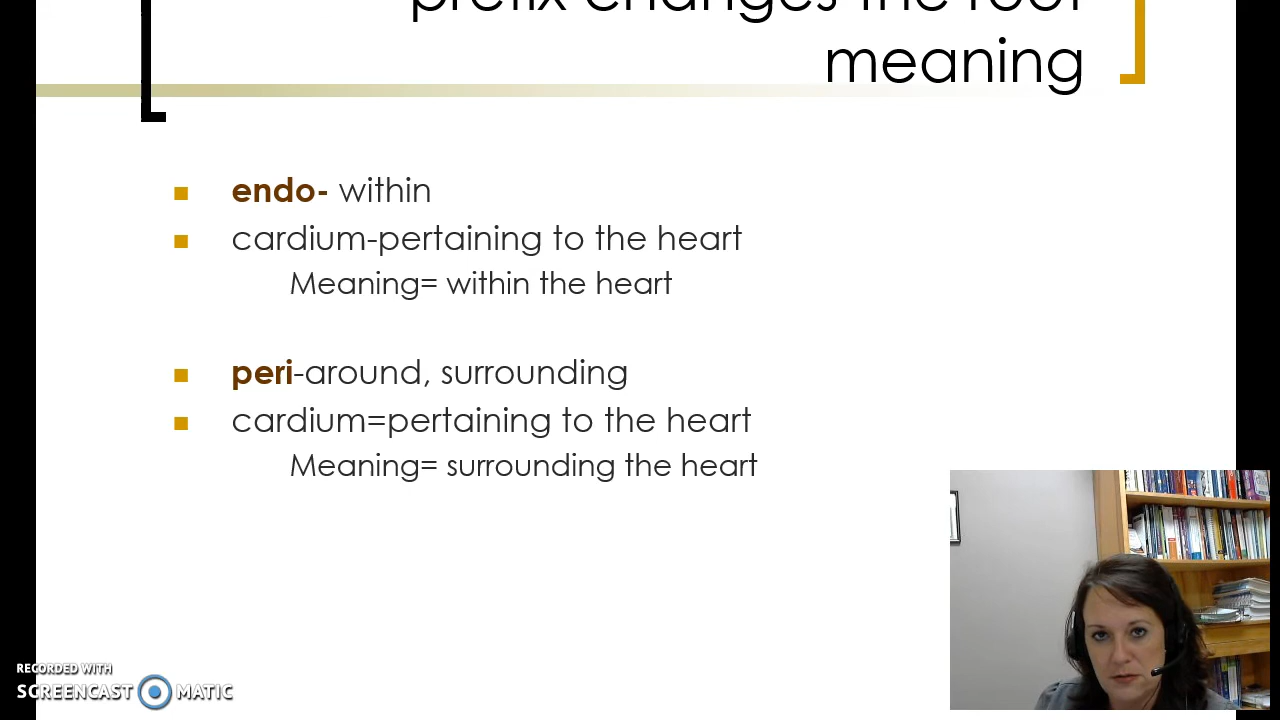 prefix changes the root
meaning
endo- within
cardium-pertaining to the heart
Meaning= within the heart
peri-around, surrounding
cardium=pertaining to the heart
Meaning= surrounding the heart
RECORDED WITH
SCREENCAST MATIC